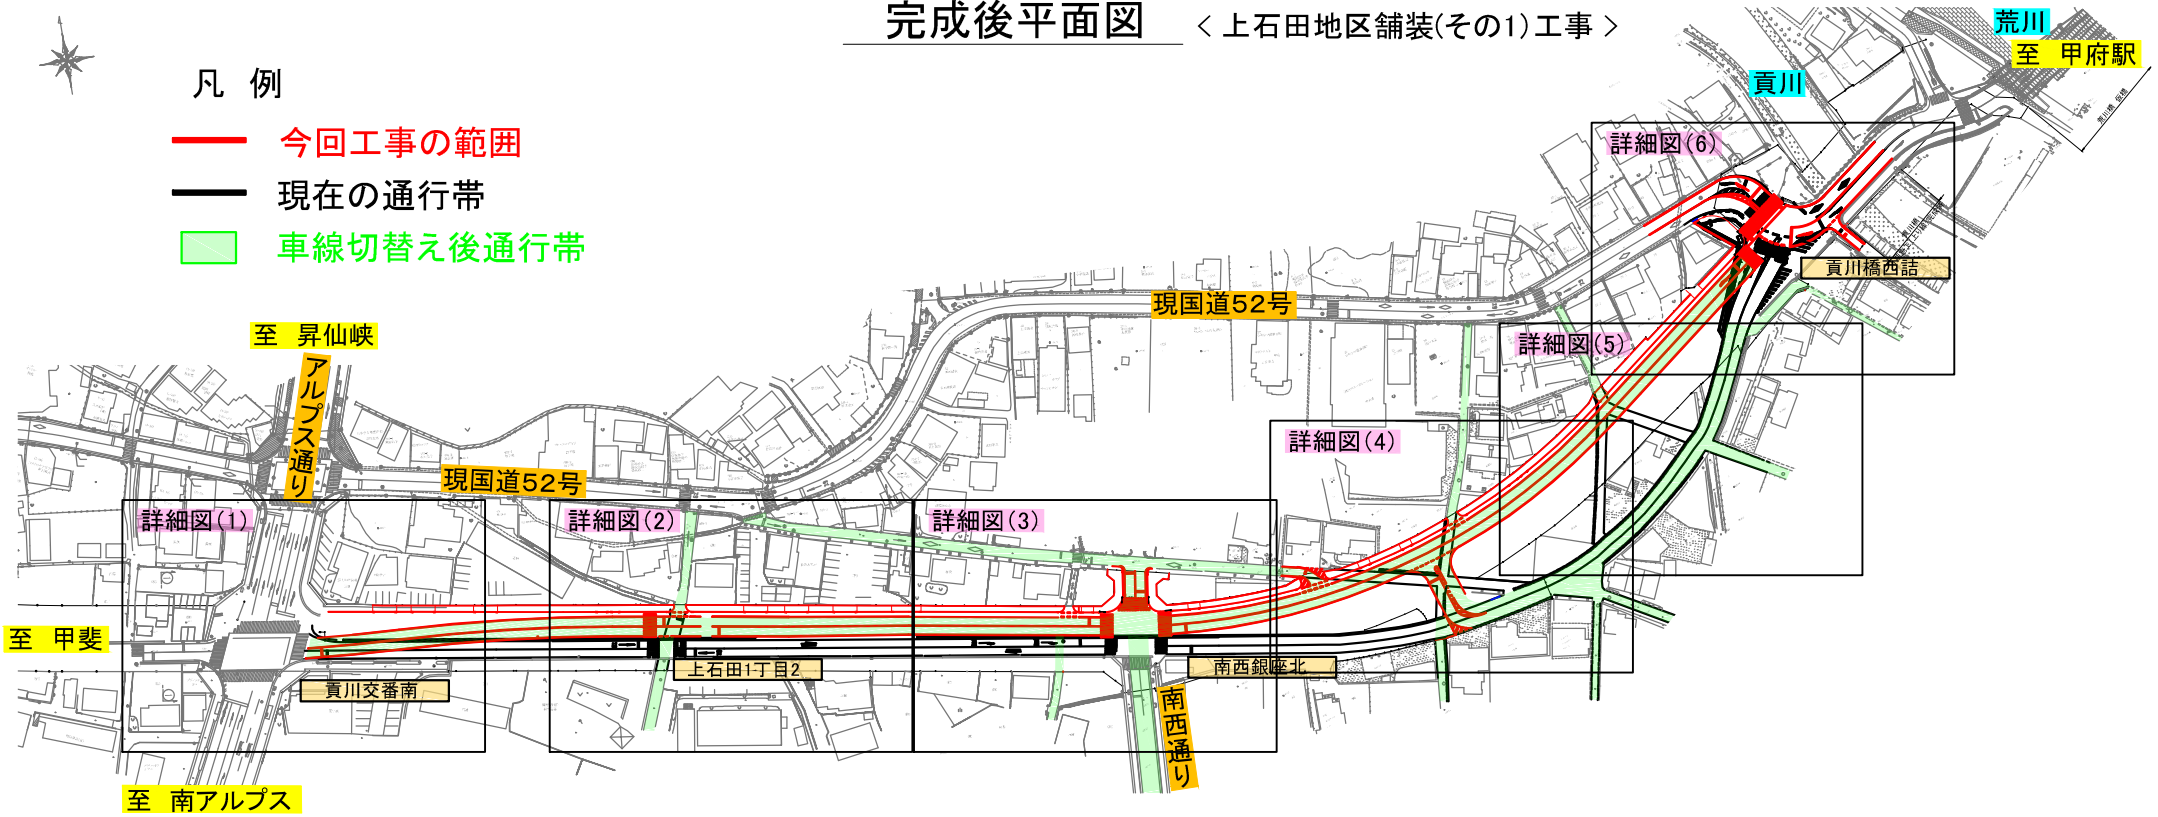 完成後平面図 <上石田地区舗装(その1)工事>
荒川
至 甲府駅
貢川
凡 例
今回工事の範囲
現在の通行帯
車線切替え後通行帯
詳細図(6)
貢川橋西詰
現国道52号
至 昇仙峡
アルプス通り
詳細図(5)
詳細図(4)
現国道52号
詳細図(1)
詳細図(2)
詳細図(3)
至 甲斐
上石田1丁目2
南西銀座北
貢川交番南
南西通り
至 南アルプス